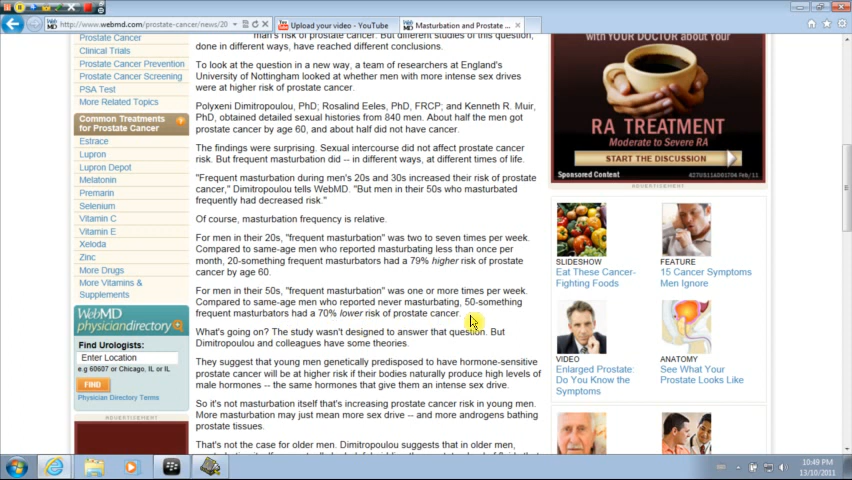 http://www.webmd.com/prostate-cancer/news/20
Upload your video - YouTube
Masturbation and Prostate ...
Prostate Cancer
Clinical Trials
Prostate Cancer Prevention
Prostate Cancer Screening
PSA Test
More Related Topics
Common Treatments
for Prostate Cancer
Estrace
Lupron
Lupron Depot
Melatonin
Premarin
Selenium
Vitamin C
Vitamin E
Xeloda
Zinc
More Drugs
More Vitamins &
Supplements
WebMD
physiciandirectory
Find Urologists:
Enter Location
e.g 60607 or Chicago, IL or IL
FIND
Physician Directory Terms
ADVERTISEMENT
man's risk of prostate cancer. But different studies of this question,
done in different ways, have reached different conclusions.
To look at the question in a new way, a team of researchers at England's
University of Nottingham looked at whether men with more intense sex drives
were at higher risk of prostate cancer.
Polyxeni Dimitropoulou, PhD; Rosalind Eeles, PhD, FRCP; and Kenneth R. Muir,
PhD, obtained detailed sexual histories from 840 men. About half the men got
prostate cancer by age 60, and about half did not have cancer.
The findings were surprising. Sexual intercourse did not affect prostate cancer
risk. But frequent masturbation did -- in different ways, at different times of life.
"Frequent masturbation during men's 20s and 30s increased their risk of prostate
cancer," Dimitropoulou tells WebMD. "But men in their 50s who masturbated
frequently had decreased risk."
Of course, masturbation frequency is relative.
For men in their 20s, "frequent masturbation" was two to seven times per week.
Compared to same-age men who reported masturbating less than once per
month, 20-something frequent masturbators had a 79% higher risk of prostate
cancer by age 60.
For men in their 50s, "frequent masturbation" was one or more times per week.
Compared to same-age men who reported never masturbating, 50-something
frequent masturbators had a 70% lower risk of prostate cancer.
What's going on? The study wasn't designed to answer that question. But
Dimitropoulou and colleagues have some theories.
They suggest that young men genetically predisposed to have hormone-sensitive
prostate cancer will be at higher risk if their bodies naturally produce high levels of
male hormones -- the same hormones that give them an intense sex drive.
So it's not masturbation itself that's increasing prostate cancer risk in young men.
More masturbation may just mean more sex drive -- and more androgens bathing
prostate tissues.
That's not the case for older men. Dimitropoulou suggests that in older men,
with YOUR DOCTOR about Your
RA TREATMENT
Moderate to Severe RA
START THE DISCUSSION
Sponsored Content
427US11AD01704 Feb/11
ADVERTISEMENT
SLIDESHOW
Eat These Cancer-
Fighting Foods
FEATURE
15 Cancer Symptoms
Men Ignore
VIDEO
Enlarged Prostate:
Do You Know the
Symptoms
ANATOMY
See What Your
Prostate Looks Like
10:49 PM
13/10/2011